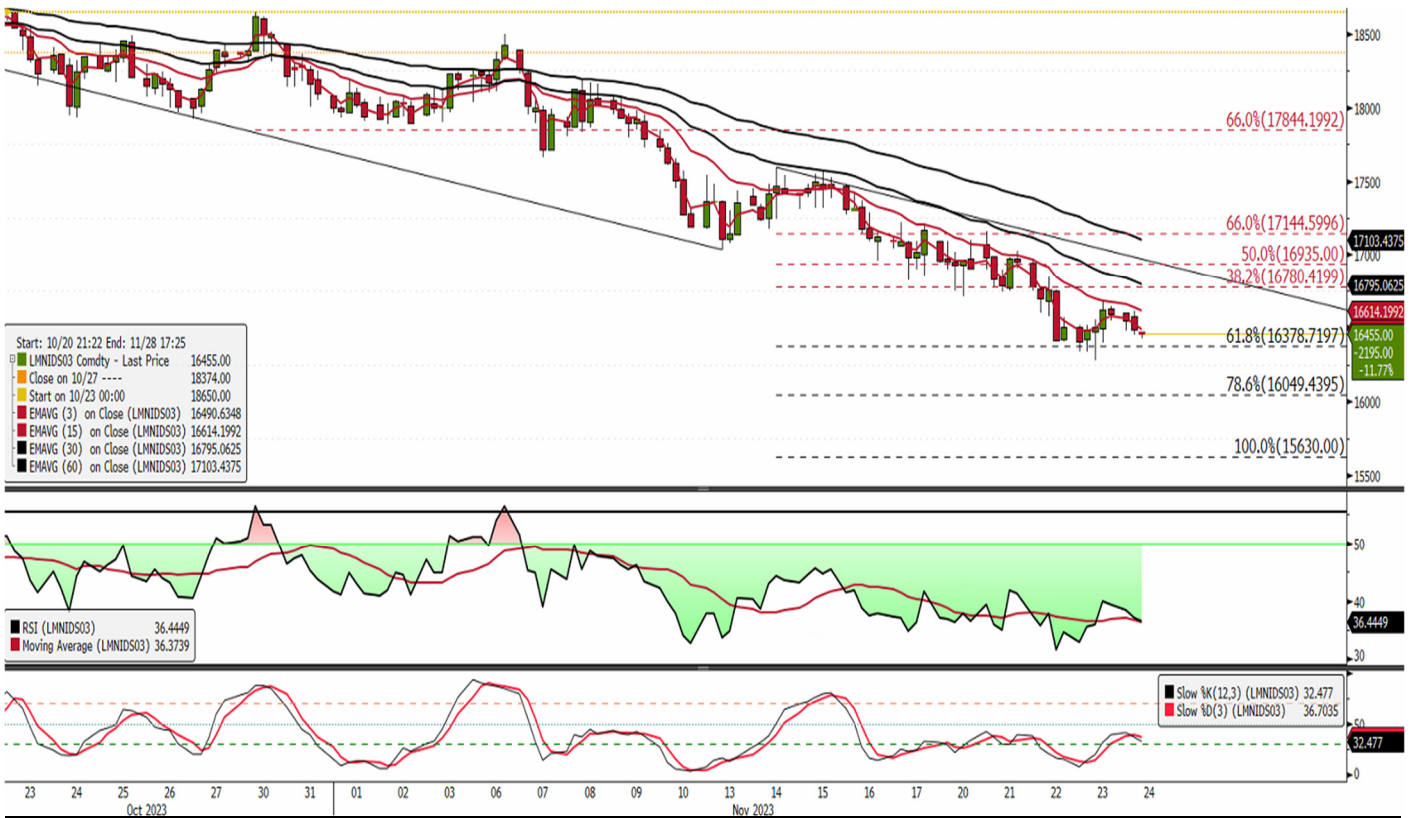 18500
18000
66.0%(17844.1992)
17500
66.0%(17144.5996)
17103.4375
50.0%(16935.00)
17000
38.2%(16780.4199)
16795.0625
16614.1992
61.8%(16378.7197)
16455.00
-2195.00
-11.77%
78.6%(16049.4395)
16000
100.0%(15630.00)
15500
Start: 10/20 21:22 End: 11/28 17:25
LMNIDS03 Comdty - Last Price 16455.00
Close on 10/27 ---- 18374.00
Start on 10/23 00:00 18650.00
EMAVG (3) on Close (LMNIDS03) 16490.6348
EMAVG (15) on Close (LMNIDS03) 16614.1992
EMAVG (30) on Close (LMNIDS03) 16795.0625
EMAVG (60) on Close (LMNIDS03) 17103.4375
50
40
36.4449
30
RSI (LMNIDS03) 36.4449
Moving Average (LMNIDS03) 36.3739
Slow %K(12,3) (LMNIDS03) 32.477
Slow %D(3) (LMNIDS03) 36.7035
50
32.477
0
23 24 25 26 27 30 31 01 02 03 06 07 08 09 10 13 14 15 16 17 20 21 22 23 24
Oct 2023 Nov 2023